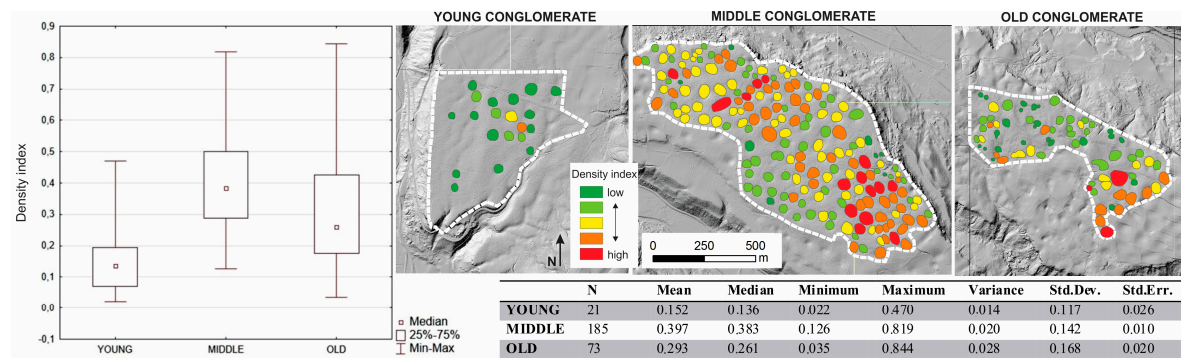 YOUNG CONGLOMERATE
MIDDLE CONGLOMERATE
OLD CONGLOMERATE
Density index
0,9
0,8
0,7
0,6
0,5
0,4
0,3
0,2
0,1
0,0
-0,1
YOUNG
MIDDLE
OLD
Median
25%-75%
Min-Max
N
Density index
low
high
0 250 500
m
N Mean Median Minimum Maximum Variance Std.Dev. Std.Err.
YOUNG 21 0.152 0.136 0.022 0.470 0.014 0.117 0.026
MIDDLE 185 0.397 0.383 0.126 0.819 0.020 0.142 0.010
OLD 73 0.293 0.261 0.035 0.844 0.028 0.168 0.020